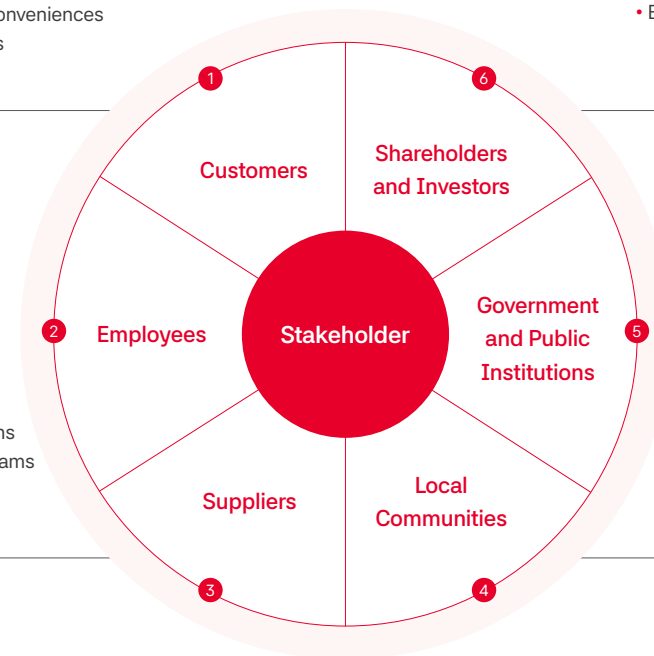 onveniences
s
• E
1
6
Customers
Shareholders
and Investors
2
Employees
Stakeholder
Government
and Public
Institutions
5
ns
ams
Suppliers
Local
Communities
3
4